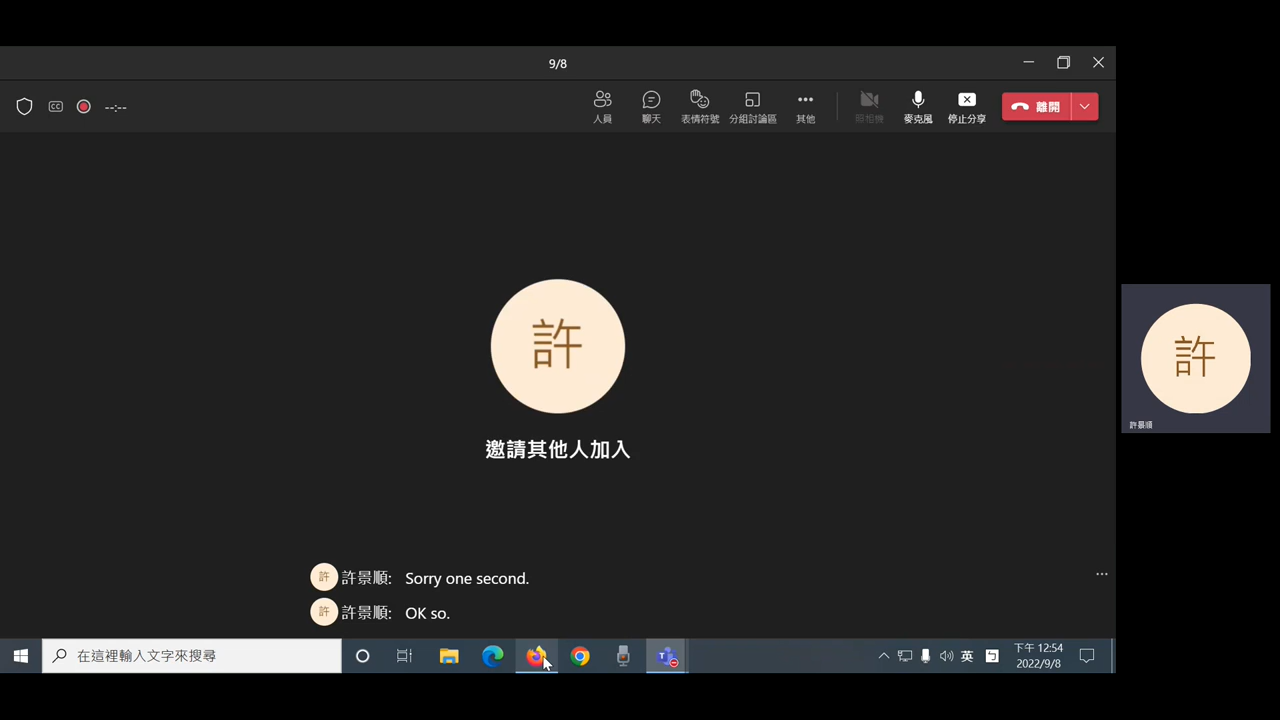 9/8
CC
--:--
人員
聊天
表情符號
分組討論區
其他
照相機
麥克風
停止分享
離開
許
邀請其他人加入
許
許景順
許 許景順: Sorry one second.
許 許景順: OK so.
在這裡輸入文字來搜尋
英
下午 12:54
2022/9/8